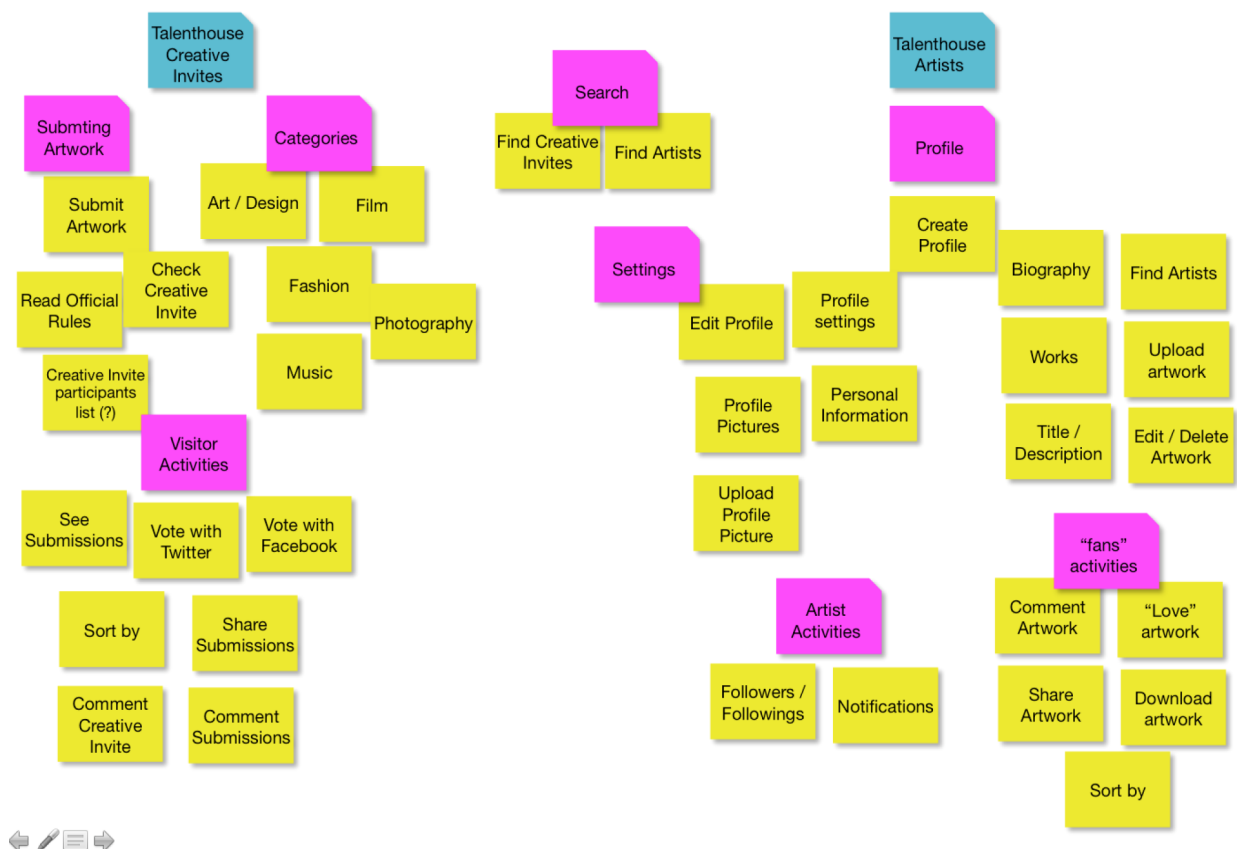 Talenthouse
Creative
Invites
Submting
Artwork
Submit
Artwork
Check
Creative
Invite
Read Official
Rules
Creative Invite
participants
list (?)
Categories
Art / Design
Film
Fashion
Photography
Music
Visitor
Activities
See
Submissions
Vote with
Twitter
Vote with
Facebook
Sort by
Share
Submissions
Comment
Creative
Invite
Comment
Submissions
Search
Find Creative
Invites
Find Artists
Talenthouse
Artists
Profile
Create
Profile
Biography
Find Artists
Works
Upload
artwork
Title /
Description
Edit / Delete
Artwork
Settings
Edit Profile
Profile
settings
Profile
Pictures
Personal
Information
Upload
Profile
Picture
Artist
Activities
Followers /
Followings
Notifications
“fans”
activities
Comment
Artwork
“Love”
artwork
Share
Artwork
Download
artwork
Sort by